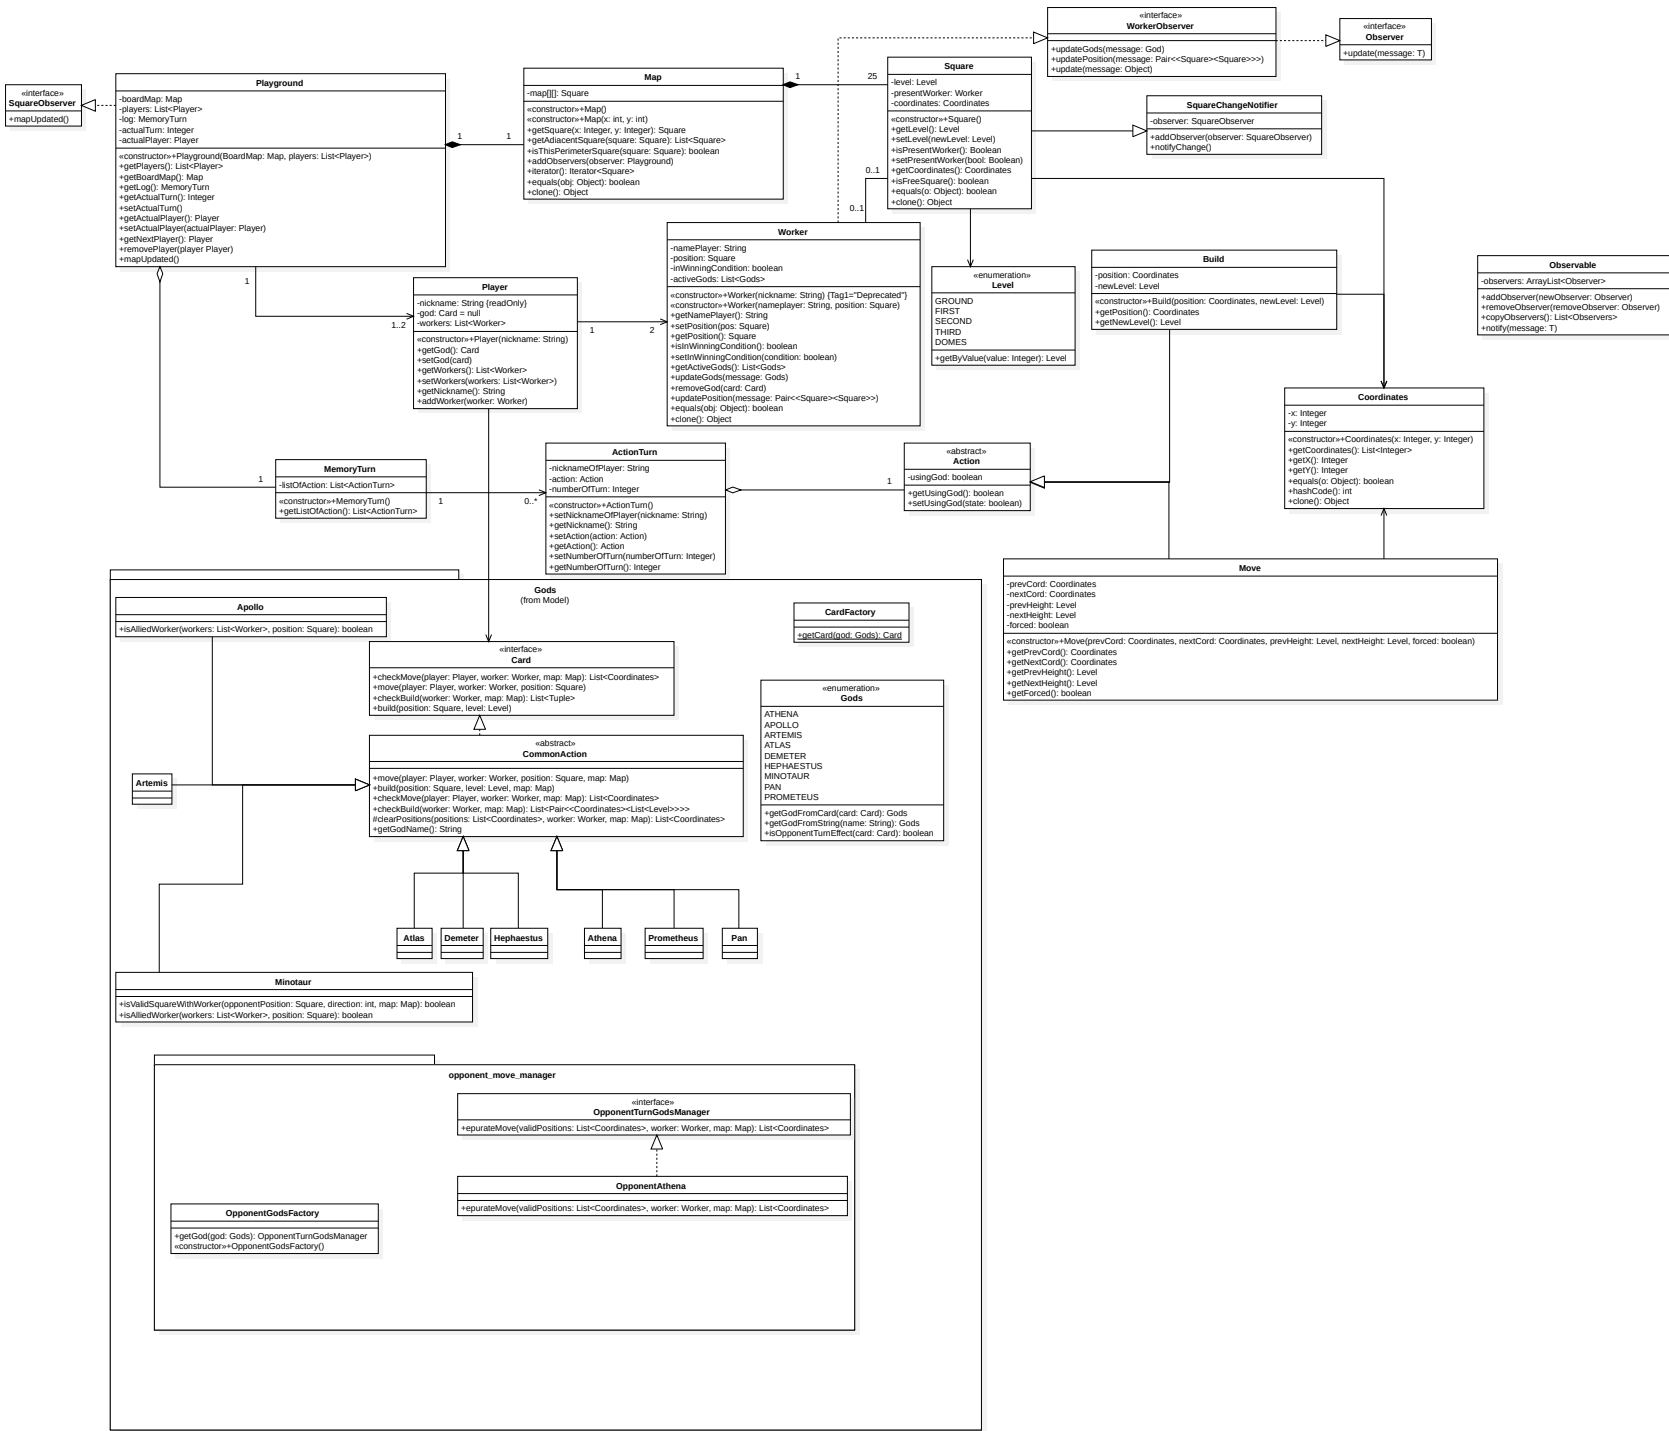 «interface»
SquareObserver
+mapUpdated()
Playground
-boardMap: Map
-players: List<Player>
-log: MemoryTurn
-actualTurn: Integer
-actualPlayer: Player
«constructor»+Playground(BoardMap: Map, players: List<Player>)
+getPlayers(): List<Player>
+getBoardMap(): Map
+getLog(): MemoryTurn
+getActualTurn(): Integer
+setActualTurn()
+getActualPlayer(): Player
+setActualPlayer(actualPlayer: Player)
+getNextPlayer(): Player
+removePlayer(player Player)
+mapUpdated()
1
1
Map
-map[][]: Square
«constructor»+Map()
«constructor»+Map(x: int, y: int)
+getSquare(x: Integer, y: Integer): Square
+getAdiacentSquare(square: Square): List<Square>
+isThisPerimeterSquare(square: Square): boolean
+addObservers(observer: Playground)
+iterator(): Iterator<Square>
+equals(obj: Object): boolean
+clone(): Object
1
25
Square
-level: Level
-presentWorker: Worker
-coordinates: Coordinates
«constructor»+Square()
+getLevel(): Level
+setLevel(newLevel: Level)
+isPresentWorker(): Boolean
+setPresentWorker(bool: Boolean)
+getCoordinates(): Coordinates
+isFreeSquare(): boolean
+equals(o: Object): boolean
+clone(): Object
0..1
0..1
«interface»
WorkerObserver
+updateGods(message: God)
+updatePosition(message: Pair<<Square><Square>>>)
+update(message: Object)
«interface»
Observer
+update(message: T)
SquareChangeNotifier
-observer: SquareObserver
+addObserver(observer: SquareObserver)
+notifyChange()
1
1..2
Player
-nickname: String {readOnly}
-god: Card = null
-workers: List<Worker>
«constructor»+Player(nickname: String)
+getGod(): Card
+setGod(card)
+getWorkers(): List<Worker>
+setWorkers(workers: List<Worker>)
+getNickname(): String
+addWorker(worker: Worker)
1
2
Worker
-namePlayer: String
-position: Square
-inWinningCondition: boolean
-activeGods: List<Gods>
«constructor»+Worker(nickname: String) {Tag1="Deprecated"}
«constructor»+Worker(nameplayer: String, position: Square)
+getNamePlayer(): String
+setPosition(pos: Square)
+getPosition(): Square
+isInWinningCondition(): boolean
+setInWinningCondition(condition: boolean)
+getActiveGods(): List<Gods>
+updateGods(message: Gods)
+removeGod(card: Card)
+updatePosition(message: Pair<<Square><Square>>)
+equals(obj: Object): boolean
+clone(): Object
«enumeration»
Level
GROUND
FIRST
SECOND
THIRD
DOMES
+getByValue(value: Integer): Level
Build
-position: Coordinates
-newLevel: Level
«constructor»+Build(position: Coordinates, newLevel: Level)
+getPosition(): Coordinates
+getNewLevel(): Level
Observable
-observers: ArrayList<Observer>
+addObserver(newObserver: Observer)
+removeObserver(removeObserver: Observer)
+copyObservers(): List<Observers>
+notify(message: T)
Coordinates
-x: Integer
-y: Integer
«constructor»+Coordinates(x: Integer, y: Integer)
+getCoordinates(): List<Integer>
+getX(): Integer
+getY(): Integer
+equals(o: Object): boolean
+hashCode(): int
+clone(): Object
1
MemoryTurn
-listOfAction: List<ActionTurn>
«constructor»+MemoryTurn()
+getListOfAction(): List<ActionTurn>
1
0..*
ActionTurn
-nicknameOfPlayer: String
-action: Action
-numberOfTurn: Integer
«constructor»+ActionTurn()
+setNicknameOfPlayer(nickname: String)
+getNickname(): String
+setAction(action: Action)
+getAction(): Action
+setNumberOfTurn(numberOfTurn: Integer)
+getNumberOfTurn(): Integer
1
«abstract»
Action
-usingGod: boolean
+getUsingGod(): boolean
+setUsingGod(state: boolean)
Move
-prevCord: Coordinates
-nextCord: Coordinates
-prevHeight: Level
-nextHeight: Level
-forced: boolean
«constructor»+Move(prevCord: Coordinates, nextCord: Coordinates, prevHeight: Level, nextHeight: Level, forced: boolean)
+getPrevCord(): Coordinates
+getNextCord(): Coordinates
+getPrevHeight(): Level
+getNextHeight(): Level
+getForced(): boolean
Gods
(from Model)
Apollo
+isAlliedWorker(workers: List<Worker>, position: Square): boolean
CardFactory
+getCard(god: Gods): Card
«interface»
Card
+checkMove(player: Player, worker: Worker, map: Map): List<Coordinates>
+move(player: Player, worker: Worker, position: Square)
+checkBuild(worker: Worker, map: Map): List<Tuple>
+build(position: Square, level: Level)
«enumeration»
Gods
ATHENA
APOLLO
ARTEMIS
ATLAS
DEMETER
HEPHAESTUS
MINOTAUR
PAN
PROMETEUS
+getGodFromCard(card: Card): Gods
+getGodFromString(name: String): Gods
+isOpponentTurnEffect(card: Card): boolean
«abstract»
CommonAction
+move(player: Player, worker: Worker, position: Square, map: Map)
+build(position: Square, level: Level, map: Map)
+checkMove(player: Player, worker: Worker, map: Map): List<Coordinates>
+checkBuild(worker: Worker, map: Map): List<Pair<<Coordinates><List<Level>>>>
#clearPositions(positions: List<Coordinates>, worker: Worker, map: Map): List<Coordinates>
+getGodName(): String
Artemis
Atlas
Demeter
Hephaestus
Athena
Prometheus
Pan
Minotaur
+isValidSquareWithWorker(opponentPosition: Square, direction: int, map: Map): boolean
+isAlliedWorker(workers: List<Worker>, position: Square): boolean
opponent_move_manager
«interface»
OpponentTurnGodsManager
+epurateMove(validPositions: List<Coordinates>, worker: Worker, map: Map): List<Coordinates>
OpponentAthena
+epurateMove(validPositions: List<Coordinates>, worker: Worker, map: Map): List<Coordinates>
OpponentGodsFactory
+getGod(god: Gods): OpponentTurnGodsManager
«constructor»+OpponentGodsFactory()